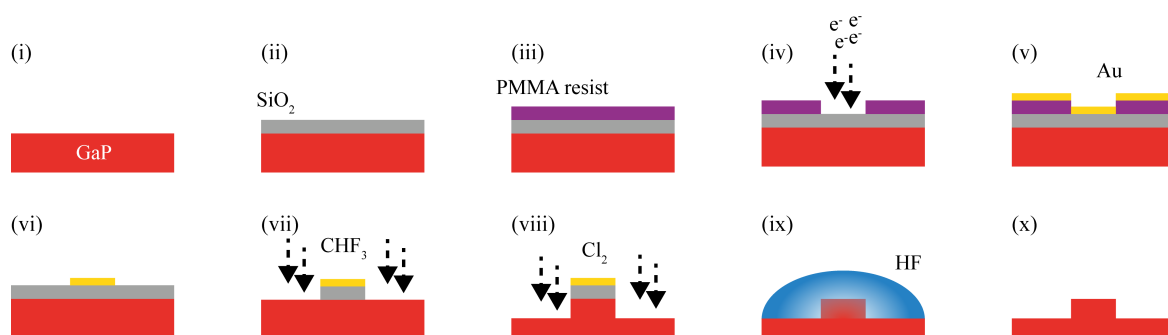 (i)
GaP
(ii)
SiO₂
(iii)
PMMA resist
(iv)
e⁻ e⁻
e⁻ e⁻
(v)
Au
(vi)
(vii)
CHF₃
(viii)
Cl₂
(ix)
HF
(x)